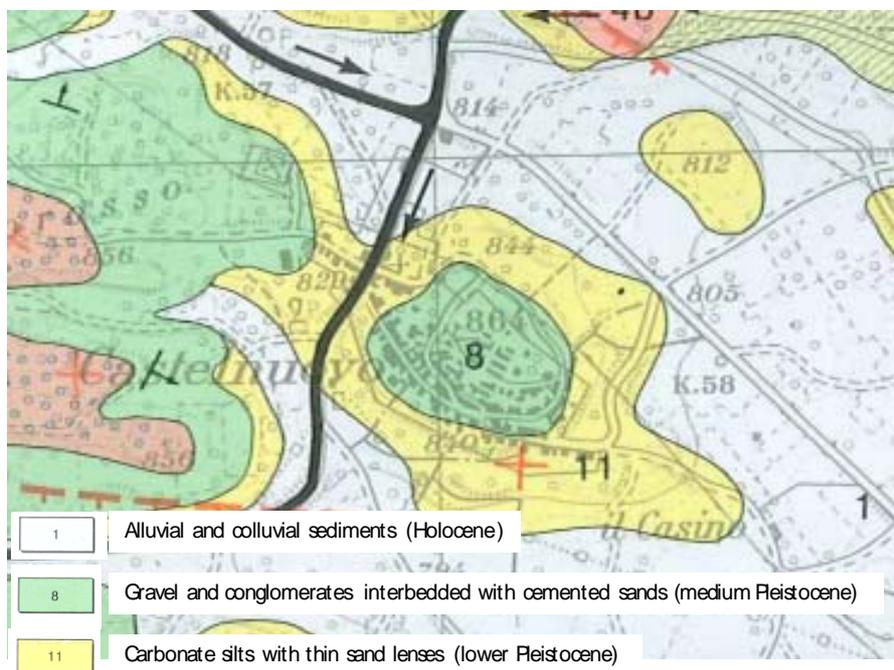 818
K.57
814
812
856
829
844
805
864
8
Castelnuovo
K.58
840
856
11
il Casino
1
1 Alluvial and colluvial sediments (Holocene)
8 Gravel and conglomerates interbedded with cemented sands (medium Pleistocene)
11 Carbonate silts with thin sand lenses (lower Pleistocene)